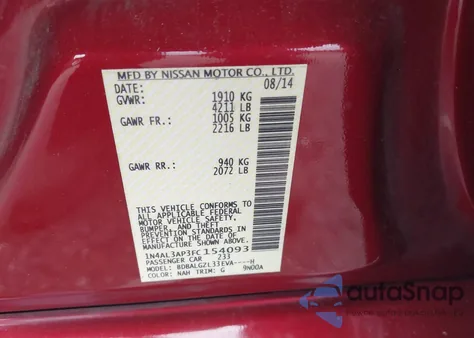 MFD BY NISSAN MOTOR CO., LTD.
DATE: 08/14
GVWR: 1910 KG
4211 LB
GAWR FR: 1005 KG
2216 LB
GAWR RR: 940 KG
2072 LB
THIS VEHICLE CONFORMS TO
ALL APPLICABLE FEDERAL
MOTOR VEHICLE SAFETY,
BUMPER, AND THEFT
PREVENTION STANDARDS IN
EFFECT ON THE DATE OF
MANUFACTURE SHOWN ABOVE.
1N4AL3AP3FC154093
PASSENGER CAR 233
MODEL: BDBALGZL33EVA----H
COLOR: NAH TRIM: G 9N00A
autoSnap